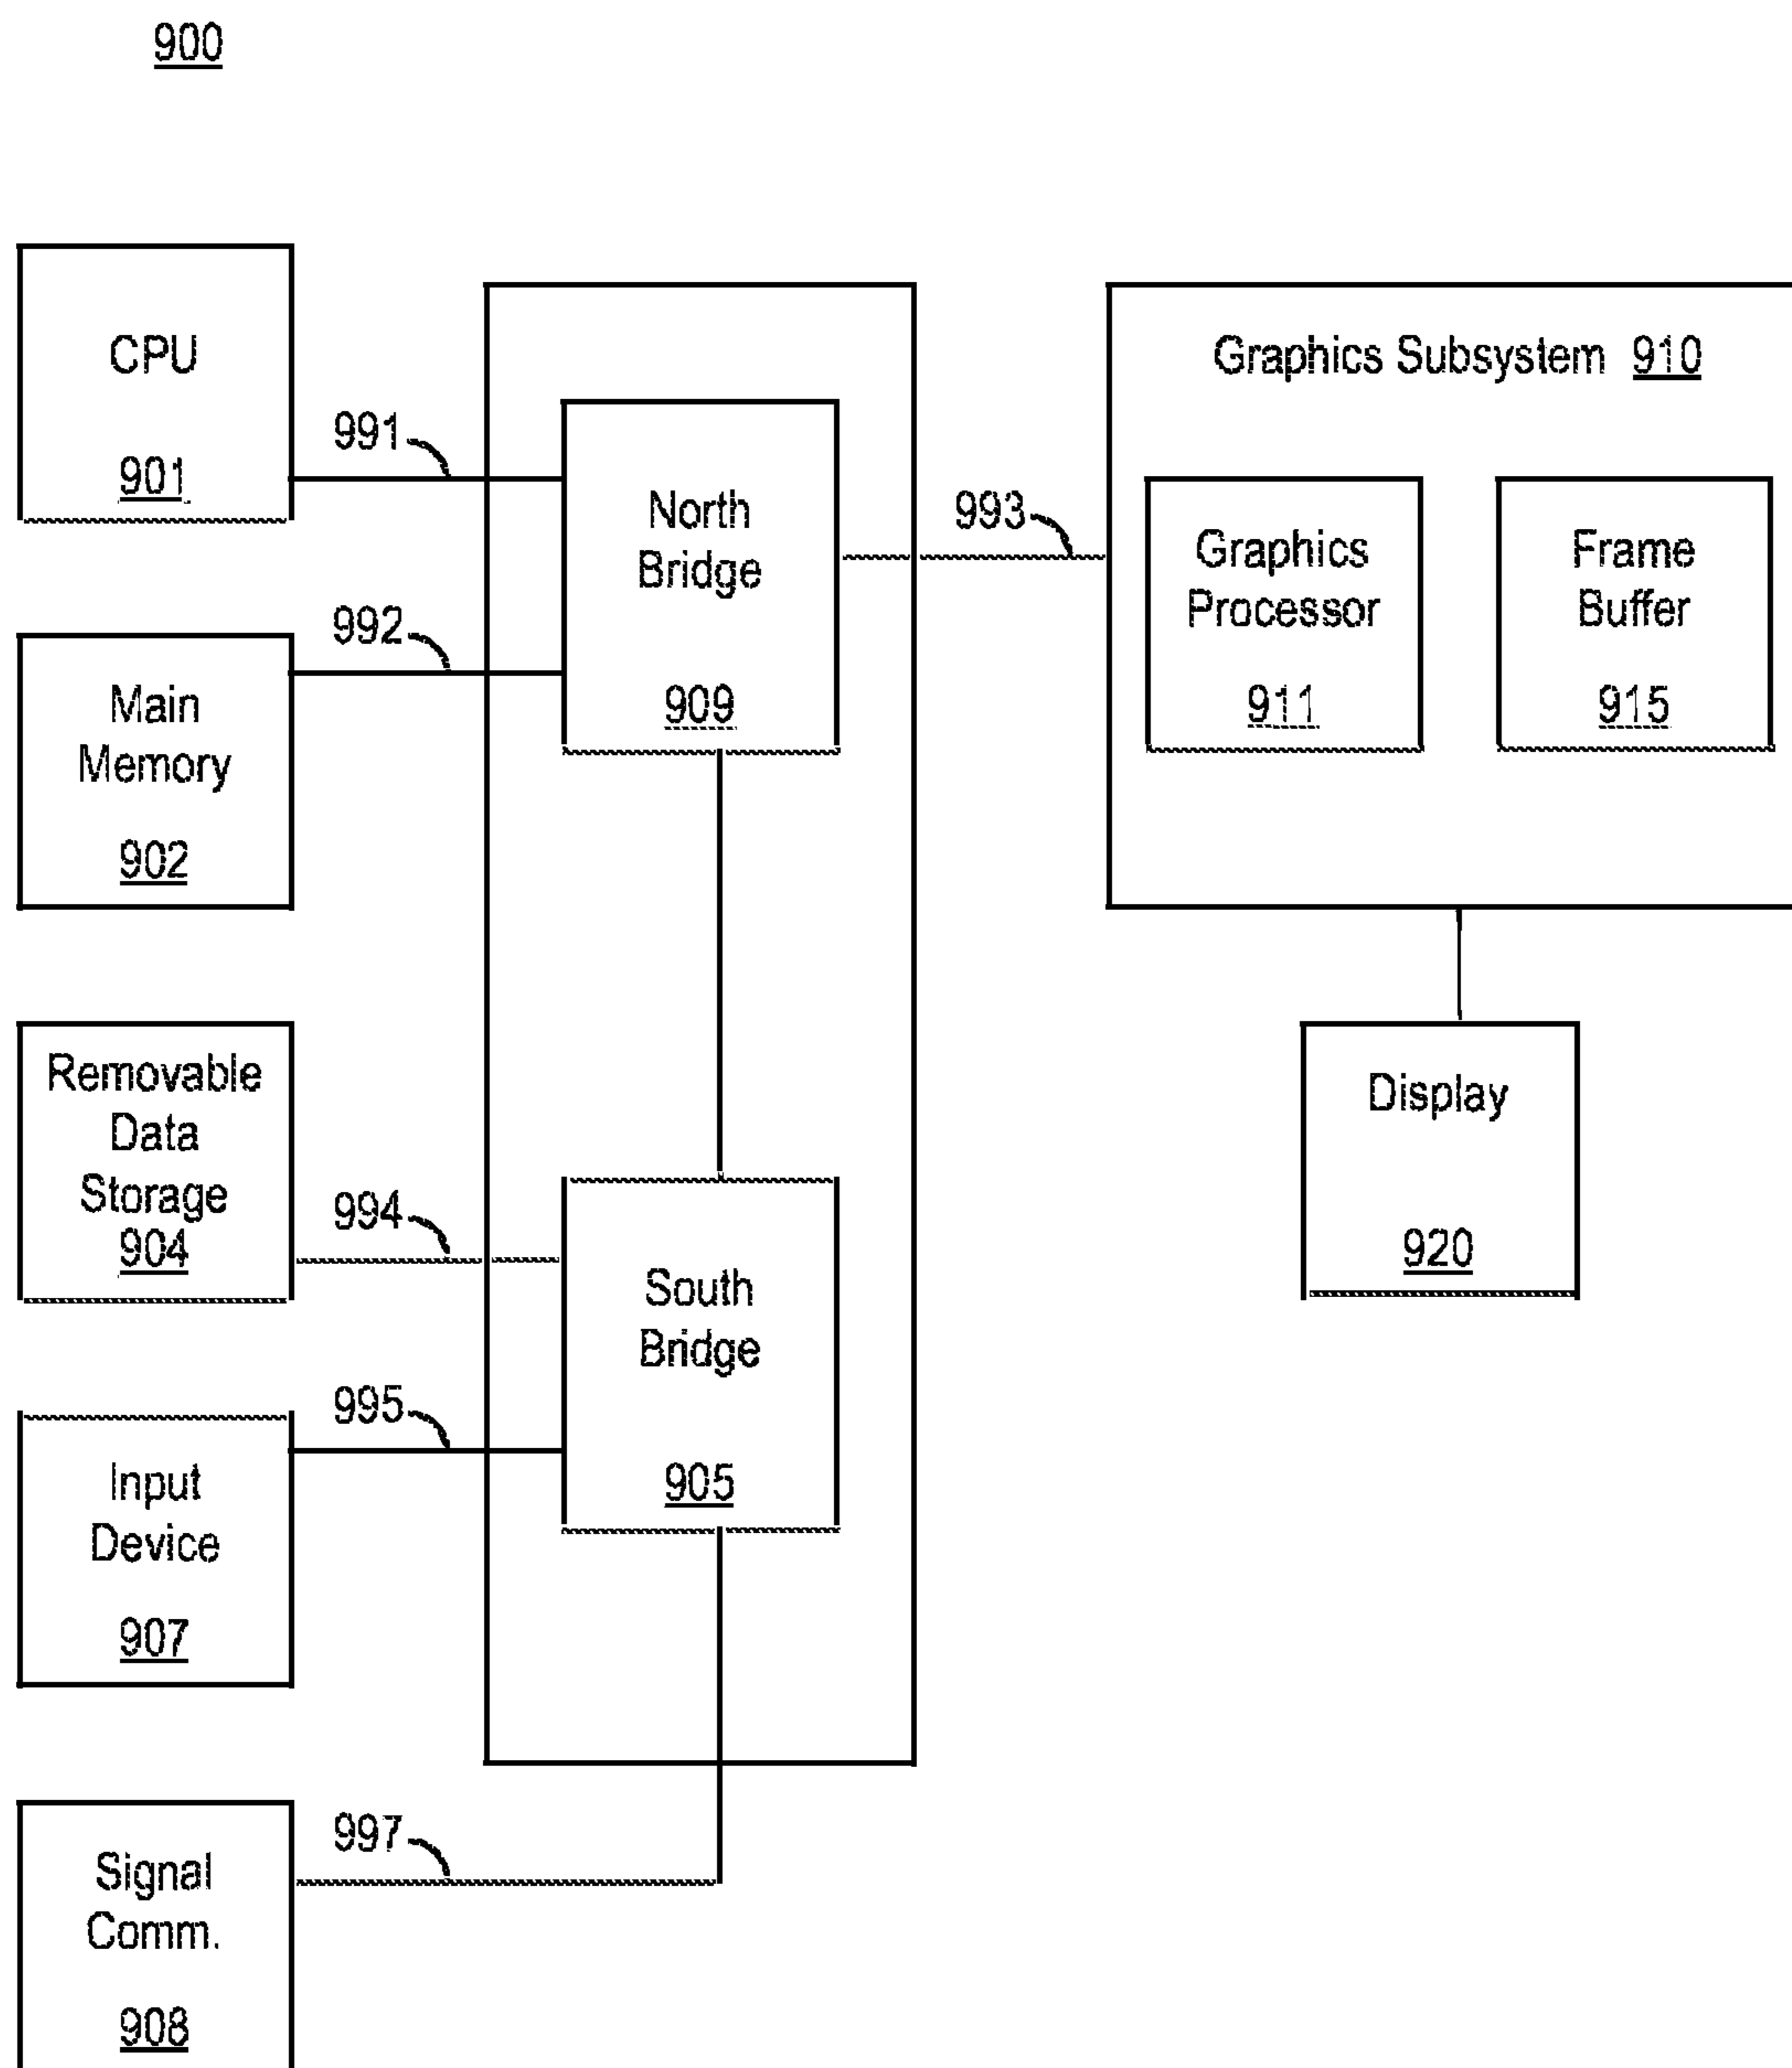 900
CPU
901
991
Main
Memory
902
992
Removable
Data
Storage
904
994
Input
Device
907
995
Signal
Comm.
908
997
North
Bridge
909
South
Bridge
905
993
Graphics Subsystem 910
Graphics
Processor
911
Frame
Buffer
915
Display
920